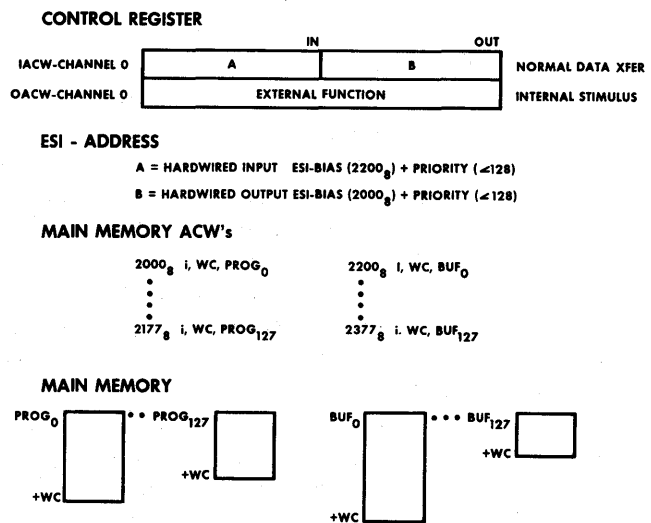 CONTROL REGISTER
IN OUT
IACW-CHANNEL 0 A B NORMAL DATA XFER
OACW-CHANNEL 0 EXTERNAL FUNCTION INTERNAL STIMULUS
ESI - ADDRESS
A = HARDWIRED INPUT ESI-BIAS (2200₈) + PRIORITY (≤128)
B = HARDWIRED OUTPUT ESI-BIAS (2000₈) + PRIORITY (≤128)
MAIN MEMORY ACW's
2000₈ i, WC, PROG₀ 2200₈ I, WC, BUF₀
2177₈ i, WC, PROG₁₂₇ 2377₈ i. WC, BUF₁₂₇
MAIN MEMORY
PROG₀ •• PROG₁₂₇ BUF₀ ••• BUF₁₂₇
+WC +WC +WC +WC